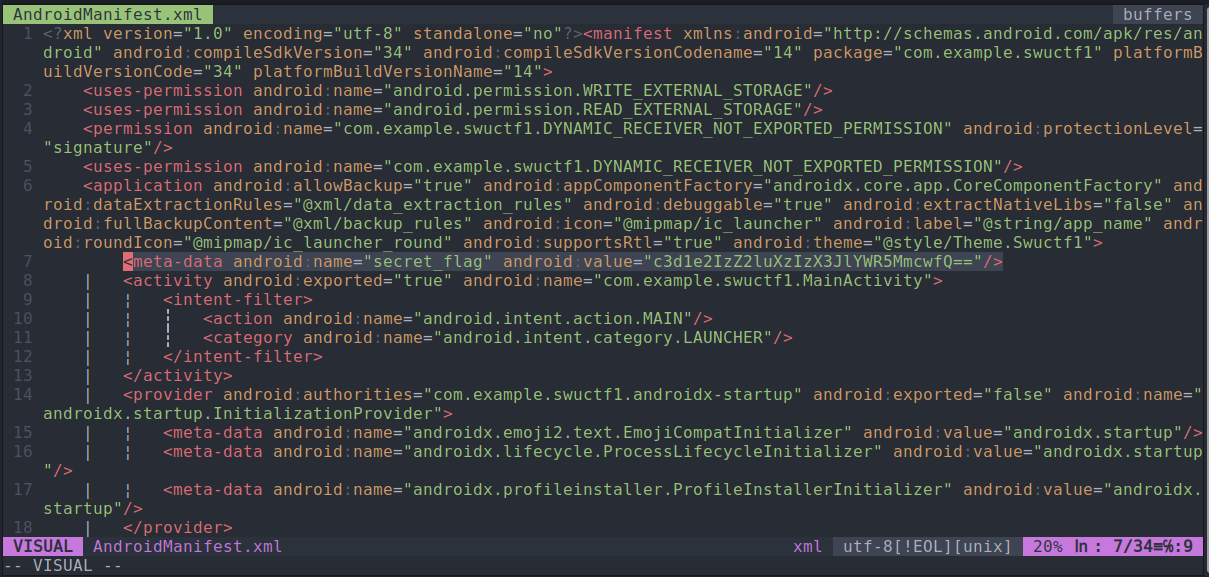 AndroidManifest.xml buffers
1 <?xml version="1.0" encoding="utf-8" standalone="no"?><manifest xmlns:android="http://schemas.android.com/apk/res/an
droid" android:compileSdkVersion="34" android:compileSdkVersionCodename="14" package="com.example.swuctf1" platformB
uildVersionCode="34" platformBuildVersionName="14">
2 <uses-permission android:name="android.permission.WRITE_EXTERNAL_STORAGE"/>
3 <uses-permission android:name="android.permission.READ_EXTERNAL_STORAGE"/>
4 <permission android:name="com.example.swuctf1.DYNAMIC_RECEIVER_NOT_EXPORTED_PERMISSION" android:protectionLevel=
"signature"/>
5 <uses-permission android:name="com.example.swuctf1.DYNAMIC_RECEIVER_NOT_EXPORTED_PERMISSION"/>
6 <application android:allowBackup="true" android:appComponentFactory="androidx.core.app.CoreComponentFactory" and
roid:dataExtractionRules="@xml/data_extraction_rules" android:debuggable="true" android:extractNativeLibs="false" an
droid:fullBackupContent="@xml/backup_rules" android:icon="@mipmap/ic_launcher" android:label="@string/app_name" andr
oid:roundIcon="@mipmap/ic_launcher_round" android:supportsRtl="true" android:theme="@style/Theme.Swuctf1">
7 <meta-data android:name="secret_flag" android:value="c3d1e2IzZ2luXzIzX3JlYWR5MmcwfQ=="/>
8 | <activity android:exported="true" android:name="com.example.swuctf1.MainActivity">
9 | ¦ <intent-filter>
10 | ¦ ¦ <action android:name="android.intent.action.MAIN"/>
11 | ¦ ¦ <category android:name="android.intent.category.LAUNCHER"/>
12 | ¦ </intent-filter>
13 | </activity>
14 | <provider android:authorities="com.example.swuctf1.androidx-startup" android:exported="false" android:name="
androidx.startup.InitializationProvider">
15 | ¦ <meta-data android:name="androidx.emoji2.text.EmojiCompatInitializer" android:value="androidx.startup"/>
16 | ¦ <meta-data android:name="androidx.lifecycle.ProcessLifecycleInitializer" android:value="androidx.startup
"/>
17 | ¦ <meta-data android:name="androidx.profileinstaller.ProfileInstallerInitializer" android:value="androidx.
startup"/>
18 | </provider>
VISUAL AndroidManifest.xml xml utf-8[!EOL][unix] 20% ㏑: 7/34≡℅:9
-- VISUAL --